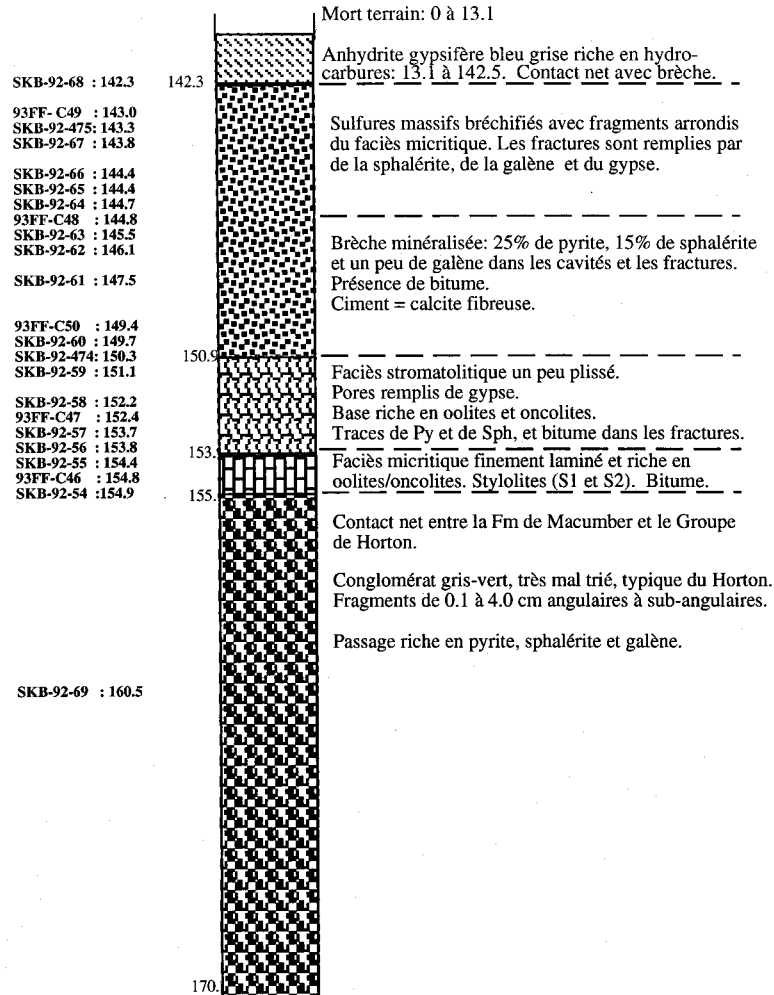 Mort terrain: 0 à 13.1
Anhydrite gypsifère bleu grise riche en hydro-
carbures: 13.1 à 142.5. Contact net avec brèche.
SKB-92-68 : 142.3
142.3
93FF- C49 : 143.0
SKB-92-475: 143.3
SKB-92-67 : 143.8
SKB-92-66 : 144.4
SKB-92-65 : 144.4
SKB-92-64 : 144.7
93FF-C48 : 144.8
SKB-92-63 : 145.5
SKB-92-62 : 146.1
SKB-92-61 : 147.5
93FF-C50 : 149.4
SKB-92-60 : 149.7
SKB-92-474: 150.3
SKB-92-59 : 151.1
SKB-92-58 : 152.2
93FF-C47 : 152.4
SKB-92-57 : 153.7
SKB-92-56 : 153.8
SKB-92-55 : 154.4
93FF-C46 : 154.8
SKB-92-54 :154.9
SKB-92-69 : 160.5
150.9
153.
155.
170.
Sulfures massifs bréchifiés avec fragments arrondis
du faciès micritique. Les fractures sont remplies par
de la sphalérite, de la galène et du gypse.
Brèche minéralisée: 25% de pyrite, 15% de sphalérite
et un peu de galène dans les cavités et les fractures.
Présence de bitume.
Ciment = calcite fibreuse.
Faciès stromatolitique un peu plissé.
Pores remplis de gypse.
Base riche en oolites et oncolites.
Traces de Py et de Sph, et bitume dans les fractures.
Faciès micritique finement laminé et riche en
oolites/oncolites. Stylolites (S1 et S2). Bitume.
Contact net entre la Fm de Macumber et le Groupe
de Horton.
Conglomérat gris-vert, très mal trié, typique du Horton.
Fragments de 0.1 à 4.0 cm angulaires à sub-angulaires.
Passage riche en pyrite, sphalérite et galène.